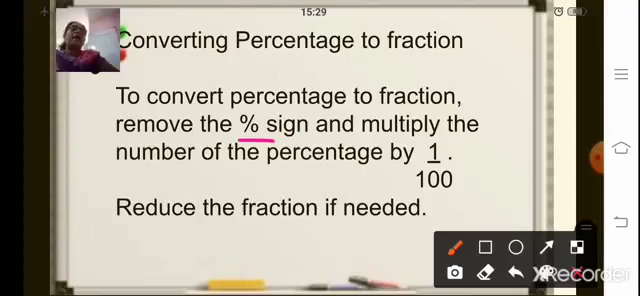 15:29
Converting Percentage to fraction
To convert percentage to fraction,
remove the % sign and multiply the
number of the percentage by 1 .
100
Reduce the fraction if needed.
XRecorder